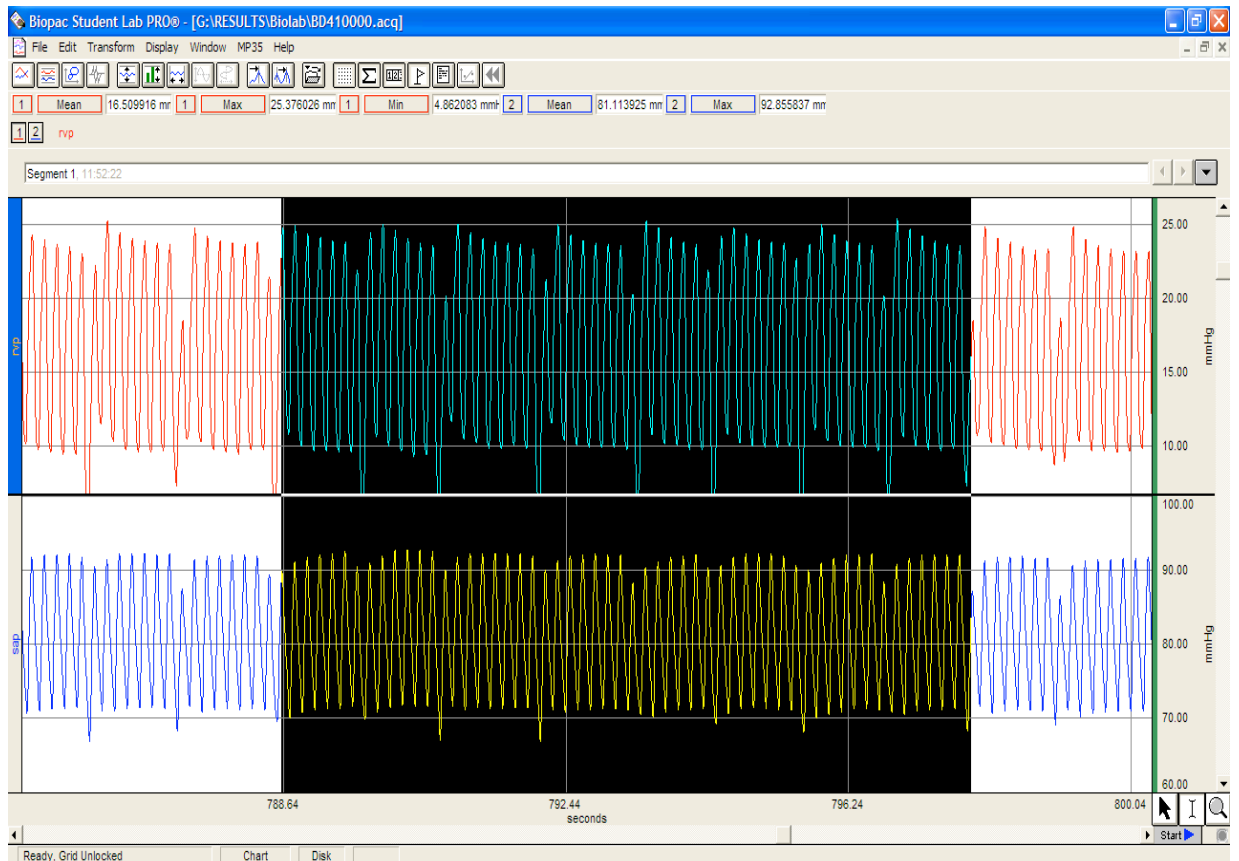 Biopac Student Lab PRO® - [G:\RESULTS\Biolab\BD410000.acq]
File Edit Transform Display Window MP35 Help
1 Mean 16.509916 mr 1 Max 25.376026 mr 1 Min 4.862083 mmH 2 Mean 81.113925 mr 2 Max 92.855837 mm
1 2 rvp
Segment 1, 11:52:22
25.00
20.00
rvp mmHg
15.00
10.00
100.00
90.00
sap 80.00 mmHg
70.00
60.00
788.64 792.44 796.24 800.04
seconds
Start
Ready, Grid Unlocked Chart Disk